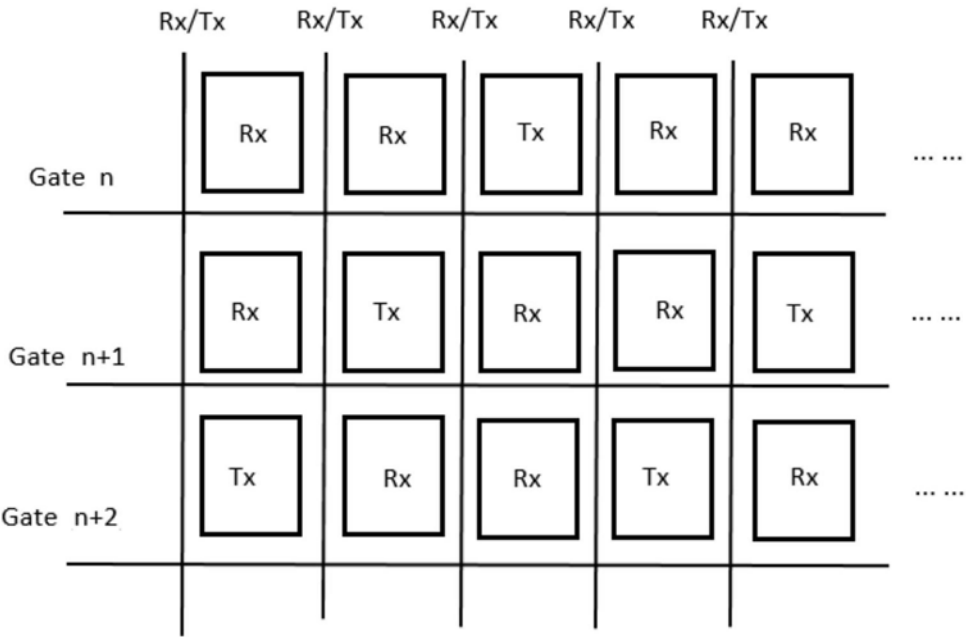 Rx/Tx Rx/Tx Rx/Tx Rx/Tx Rx/Tx
Rx Rx Tx Rx Rx
Gate n ... ...
Rx Tx Rx Rx Tx ... ...
Gate n+1
Tx Rx Rx Tx Rx ... ...
Gate n+2